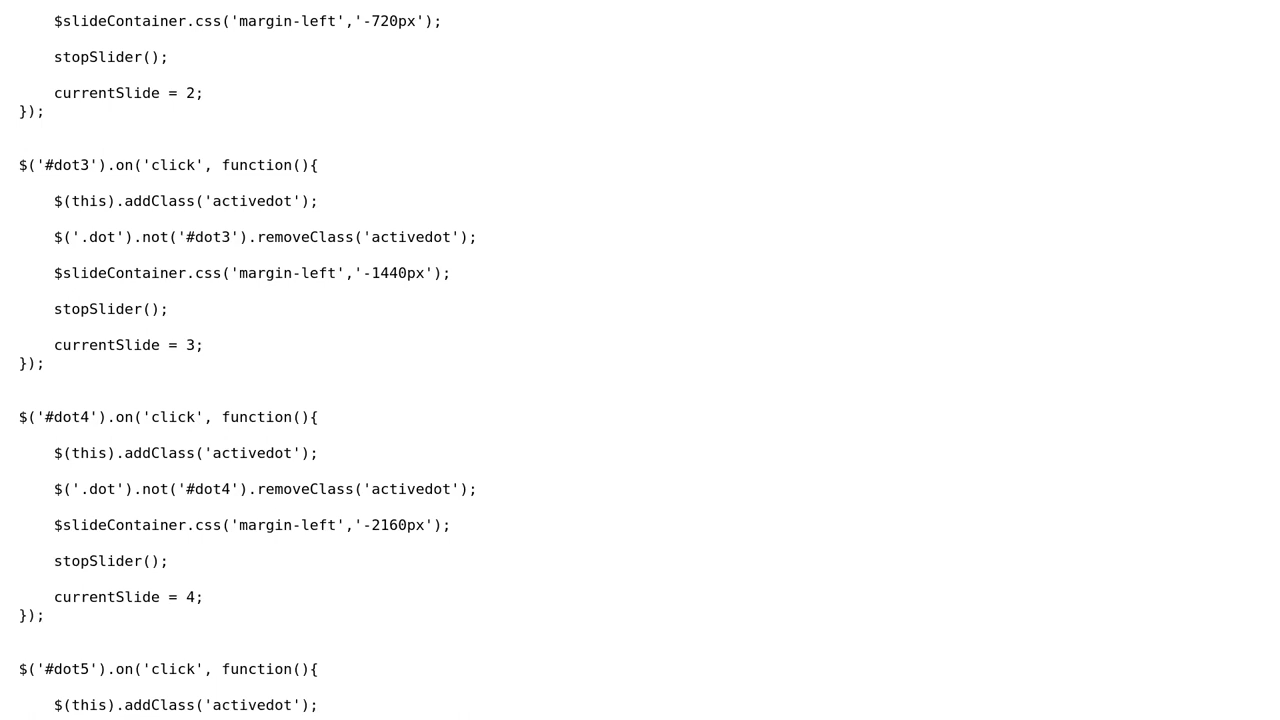 $slideContainer.css('margin-left','-720px');
    stopSlider();
    currentSlide = 2;
});
$('#dot3').on('click', function(){
    $(this).addClass('activedot');
    $('.dot').not('#dot3').removeClass('activedot');
    $slideContainer.css('margin-left','-1440px');
    stopSlider();
    currentSlide = 3;
});
$('#dot4').on('click', function(){
    $(this).addClass('activedot');
    $('.dot').not('#dot4').removeClass('activedot');
    $slideContainer.css('margin-left','-2160px');
    stopSlider();
    currentSlide = 4;
});
$('#dot5').on('click', function(){
    $(this).addClass('activedot');